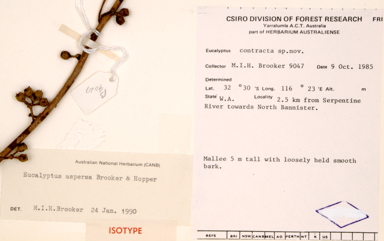 CSIRO DIVISION OF FOREST RESEARCH FRI
Yarralumla A.C.T. Australia
part of HERBARIUM AUSTRALIENSE
Eucalyptus contracta sp.nov.
Collector M.I.H. Brooker 9047 Date 9 Oct. 1985
Determined
Lat. 32 °30 'S Long. 116 °23 'E Alt. m
State W.A. Locality 2.5 km from Serpentine
River towards North Bannister.
Mallee 5 m tall with loosely held smooth
bark.
Australian National Herbarium (CANB)
Eucalyptus aspersa Brooker & Hopper
DET. M.I.H.Brooker 24 Jan. 1990
ISOTYPE